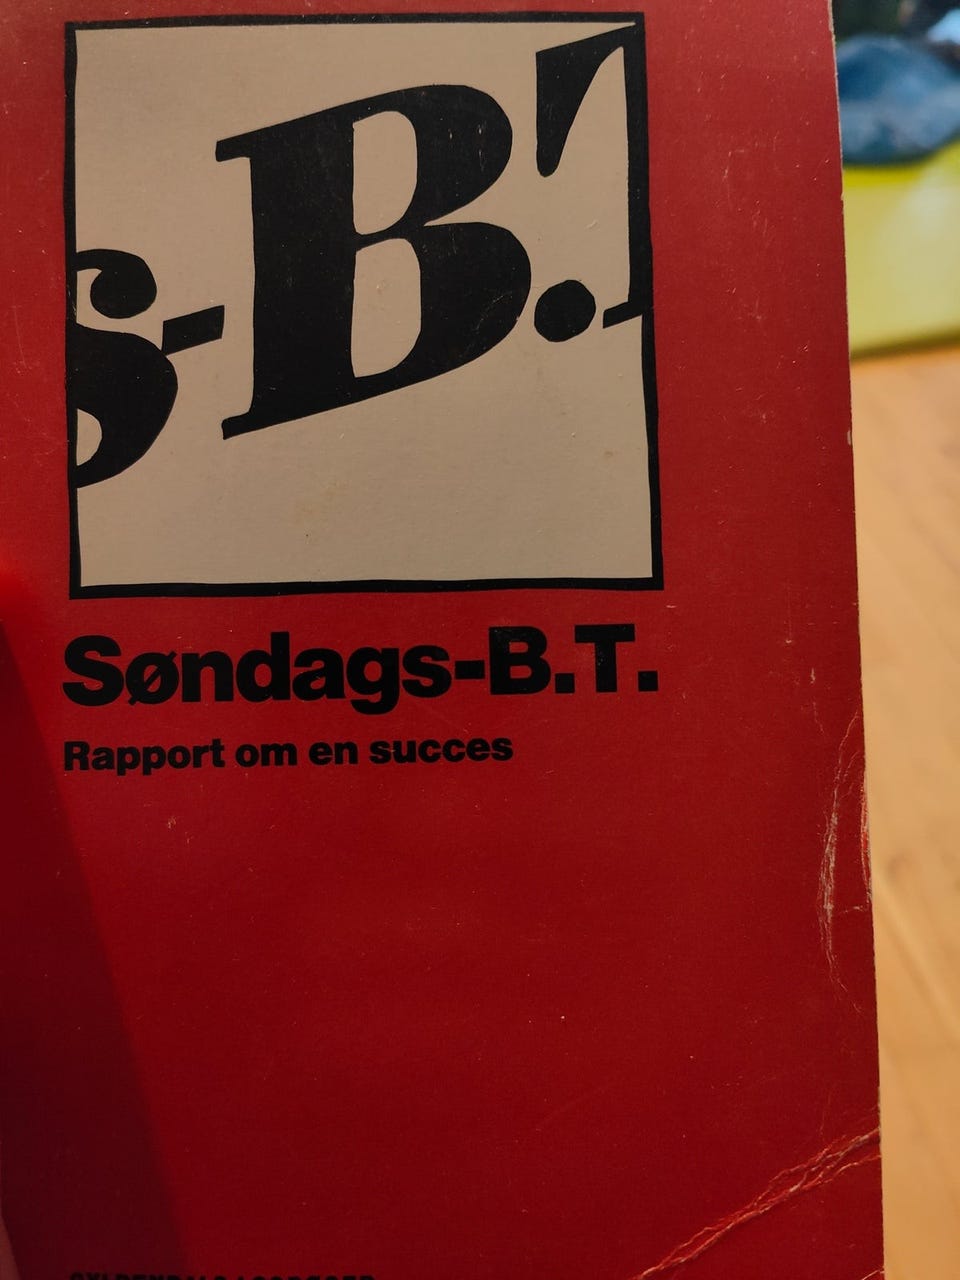 s-B.T
Søndags-B.T.
Rapport om en succes